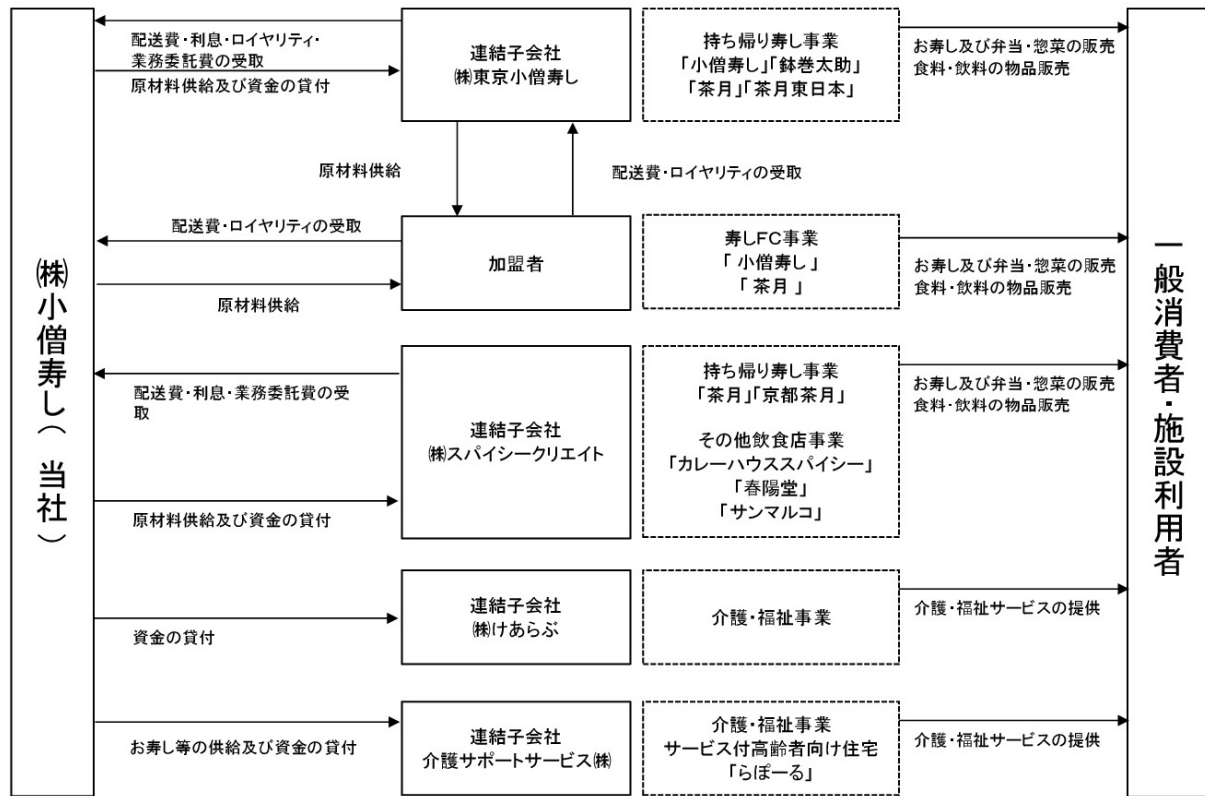 ㈱小僧寿し(当社)
配送費・利息・ロイヤリティ・
業務委託費の受取
原材料供給及び資金の貸付
連結子会社
㈱東京小僧寿し
持ち帰り寿し事業
「小僧寿し」「鉢巻太助」
「茶月」「茶月東日本」
お寿し及び弁当・惣菜の販売
食料・飲料の物品販売
原材料供給
配送費・ロイヤリティの受取
配送費・ロイヤリティの受取
原材料供給
加盟者
寿しFC事業
「 小僧寿し 」
「 茶月 」
お寿し及び弁当・惣菜の販売
食料・飲料の物品販売
配送費・利息・業務委託費の受
取
原材料供給及び資金の貸付
連結子会社
㈱スパイシークリエイト
持ち帰り寿し事業
「茶月」「京都茶月」
その他飲食店事業
「カレーハウススパイシー」
「春陽堂」
「サンマルコ」
お寿し及び弁当・惣菜の販売
食料・飲料の物品販売
資金の貸付
連結子会社
㈱けあらぶ
介護・福祉事業
介護・福祉サービスの提供
お寿し等の供給及び資金の貸付
連結子会社
介護サポートサービス㈱
介護・福祉事業
サービス付高齢者向け住宅
「らぽーる」
介護・福祉サービスの提供
一般消費者・施設利用者